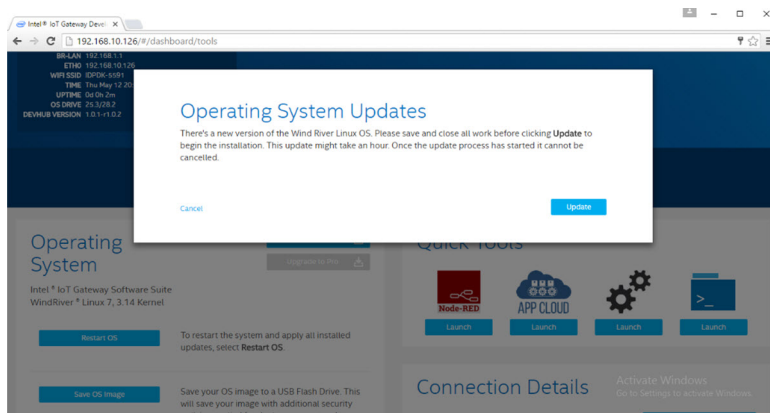 Intel® IoT Gateway Devel
192.168.10.126/#/dashboard/tools
BR-LAN 192.168.1.1
ETH0 192.168.10.126
WIFI SSID IDPDK-5591
TIME Thu May 12 20:
UPTIME 0d 0h 2m
OS DRIVE 25.3/28.2
DEVHUB VERSION 1.0.1-r1.0.2
Operating System Updates
There's a new version of the Wind River Linux OS. Please save and close all work before clicking Update to
begin the installation. This update might take an hour. Once the update process has started it cannot be
cancelled.
Cancel
Update
Operating
System
Upgrade to Pro
Intel ® IoT Gateway Software Suite
WindRiver ® Linux 7, 3.14 Kernel
Restart OS
To restart the system and apply all installed
updates, select Restart OS.
Save OS Image
Save your OS image to a USB Flash Drive. This
will save your image with additional security
Quick Tools
Node-RED
APP CLOUD
>_
Launch
Launch
Launch
Launch
Connection Details
Activate Windows
Go to Settings to activate Windows.